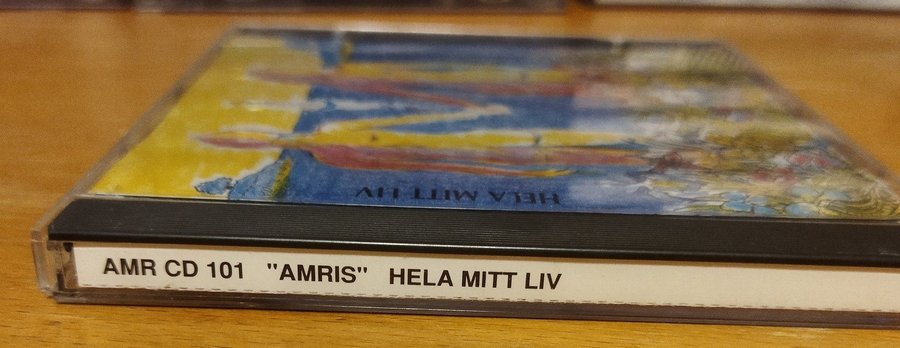 HELA MITT LIV
AMR CD 101 "AMRIS" HELA MITT LIV